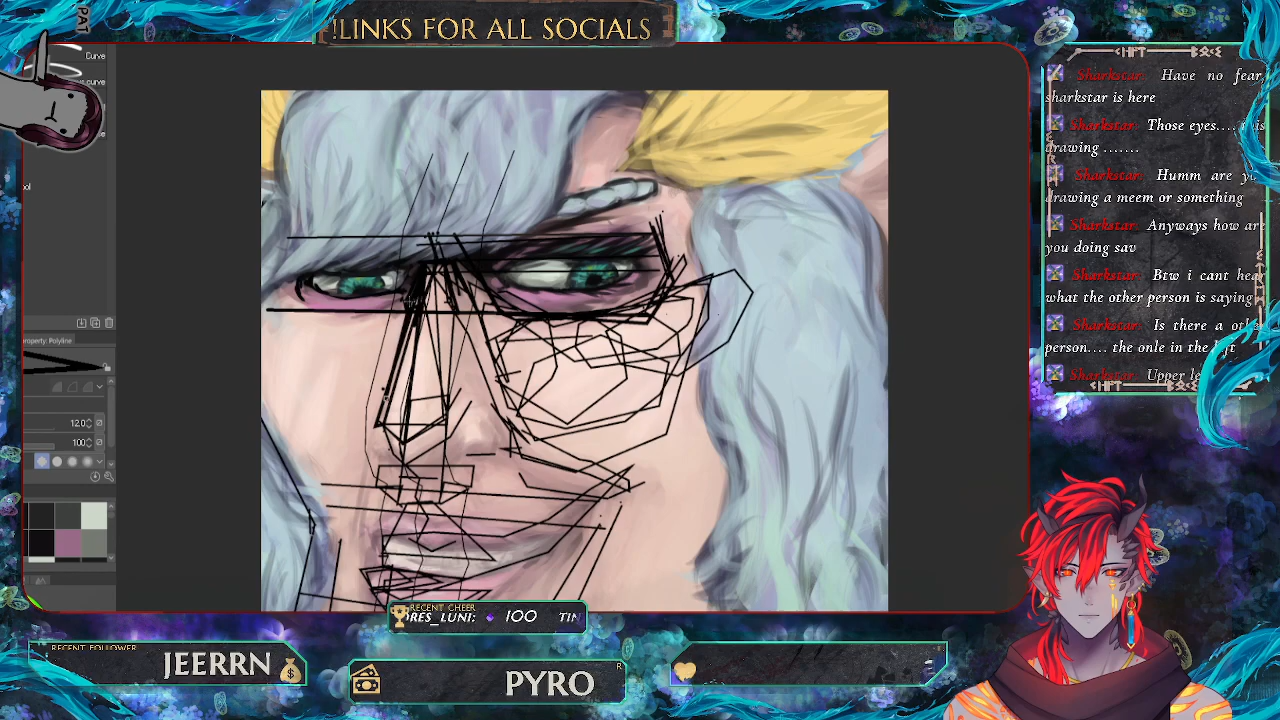 !LINKS FOR ALL SOCIALS
PAT
Curve
curve
Sharkstar: Have no fear
sharkstar is here
Sharkstar: Those eyes....
drawing .......
Sharkstar: Humm are
drawing a meem or something
Sharkstar: Anyways how are
you doing sav
Sharkstar: Btw i cant
what the other person is saying
Sharkstar: Is there a
person.... the onle in the
Sharkstar: Upper
roperty: Polyline
12.0
100
RECENT CHEER
RES_LUNI: 100 TIN
RECENT FOLLOWER
JEERRN
PYRO